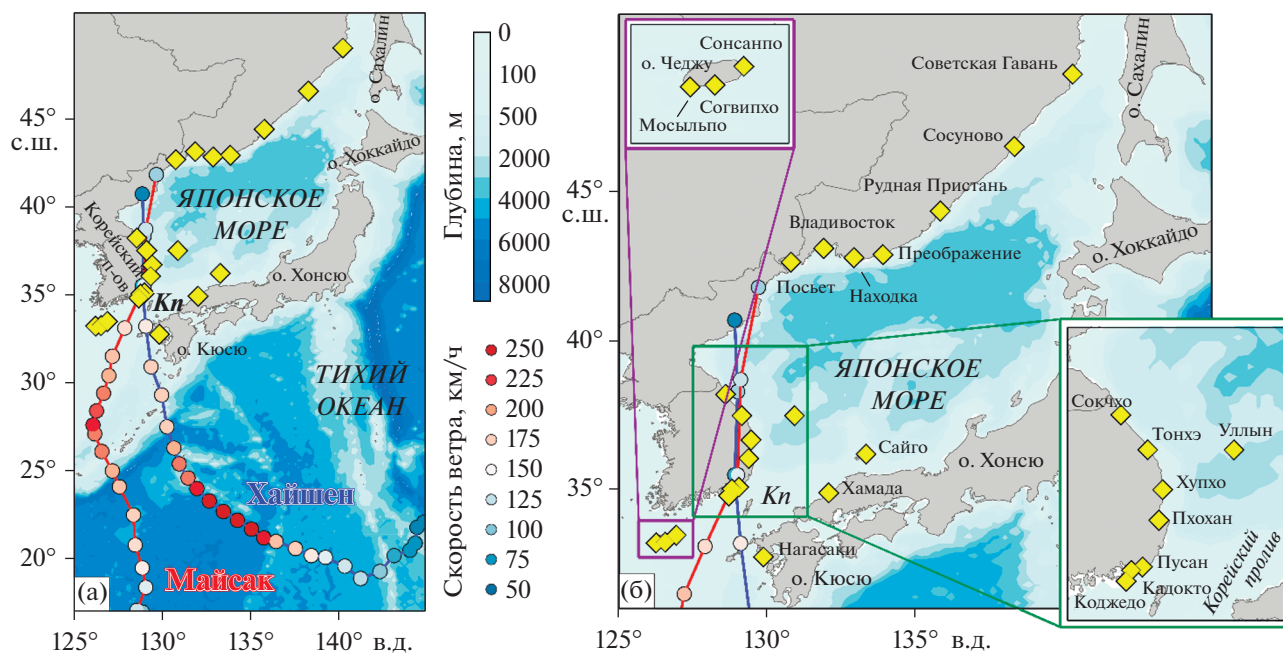 45°
с.ш.
40°
35°
30°
25°
20°
125°
130°
135°
140°
в.д.
о. Сахалин
о. Хоккайдо
ЯПОНСКОЕ
МОРЕ
Корейский
п-ов
о. Хонсю
Кп
о. Кюсю
ТИХИЙ
ОКЕАН
Хайшен
Майсак
(а)
Глубина, м
0
100
500
2000
4000
6000
8000
Скорость ветра, км/ч
250
225
200
175
150
125
100
75
50
Сонсанпо
о. Чеджу
Согвипхо
Мосыльпо
Советская Гавань
о. Сахалин
Сосуново
45°
с.ш.
Рудная Пристань
Владивосток
Преображение
о. Хоккайдо
Посьет
Находка
40°
ЯПОНСКОЕ
МОРЕ
Сайго
о. Хонсю
35°
Кп
Хамада
Нагасаки
о. Кюсю
(б)
125°
130°
135°
в.д.
Сокчхо
Тонхэ
Уллын
Хупхо
Пхохан
Пусан
Кадокто
Коджедо
Корейский
пролив